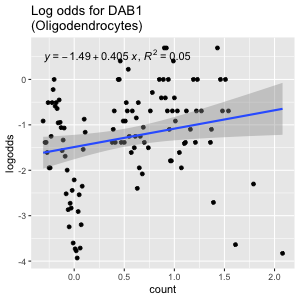 Log odds for DAB1
(Oligodendrocytes)
y = −1.49 + 0.405 x, R² = 0.05
0
-1
-2
-3
-4
logodds
0.0 0.5 1.0 1.5 2.0
count